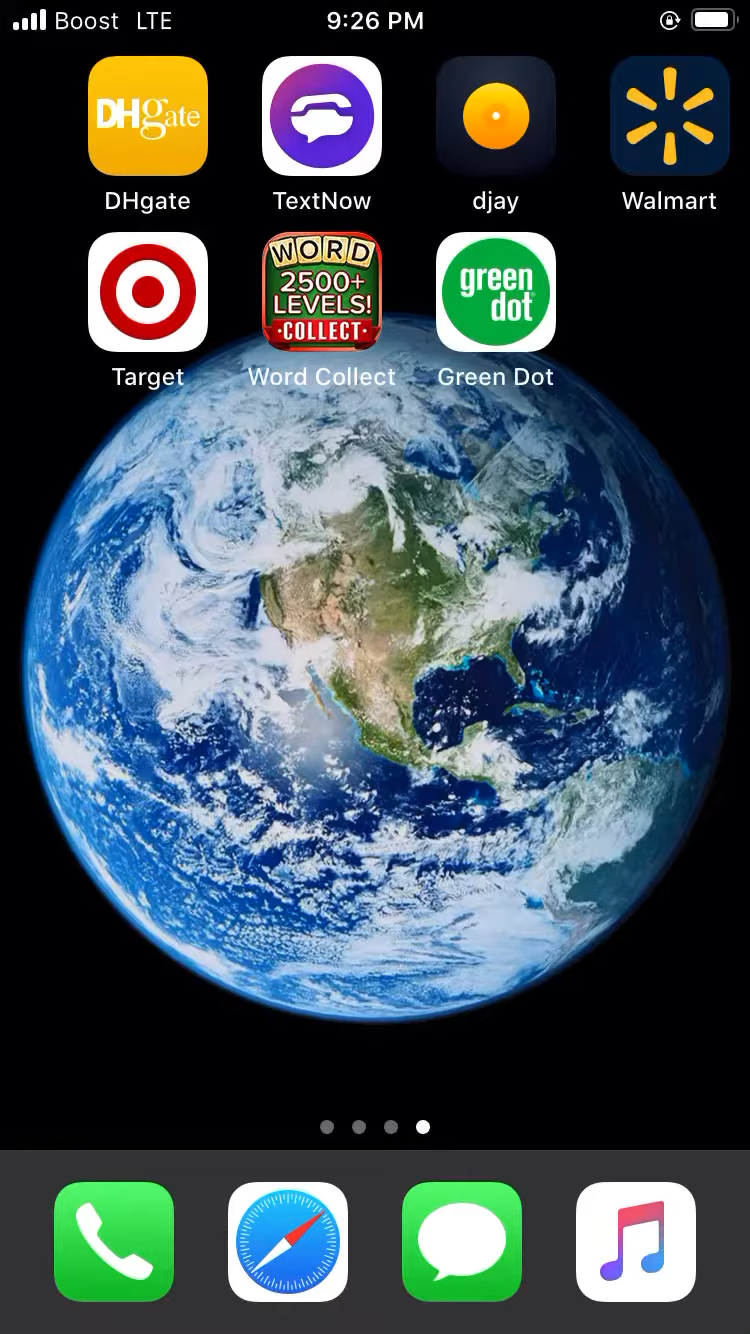 Boost LTE 9:26 PM
DHgate
DHgate TextNow djay Walmart
WORD
2500+
LEVELS!
·COLLECT·
green
dot
Target Word Collect Green Dot